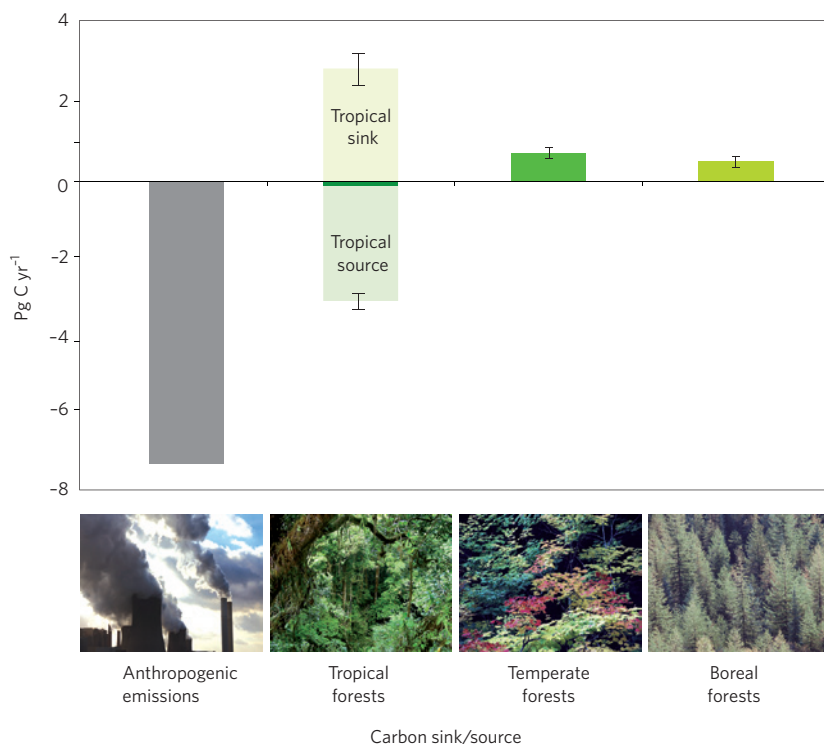 4
2
0
–2
–4
–6
–8
Pg C yr-1
Tropical
sink
Tropical
source
Anthropogenic
emissions
Tropical
forests
Temperate
forests
Boreal
forests
Carbon sink/source